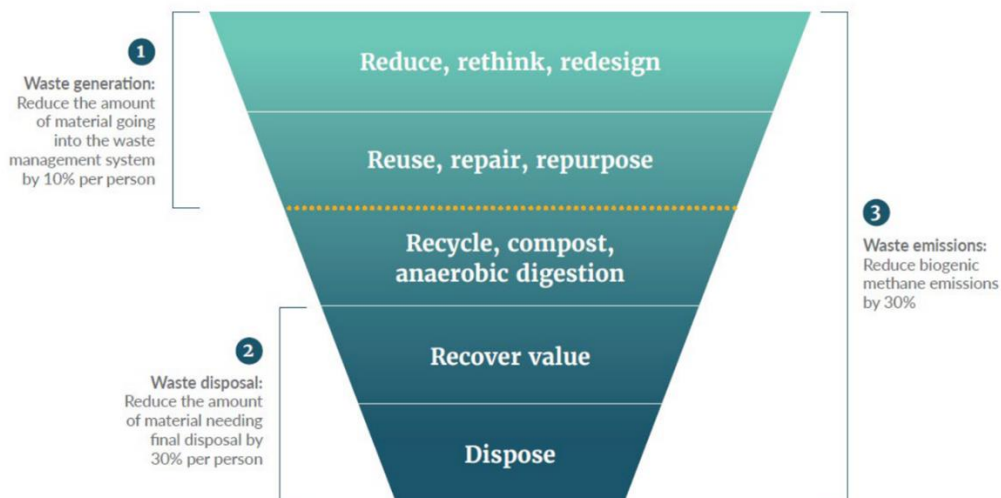 1
Waste generation:
Reduce the amount
of material going
into the waste
management system
by 10% per person
Reduce, rethink, redesign
Reuse, repair, repurpose
Recycle, compost,
anaerobic digestion
Recover value
Dispose
2
Waste disposal:
Reduce the amount
of material needing
final disposal by
30% per person
3
Waste emissions:
Reduce biogenic
methane emissions
by 30%